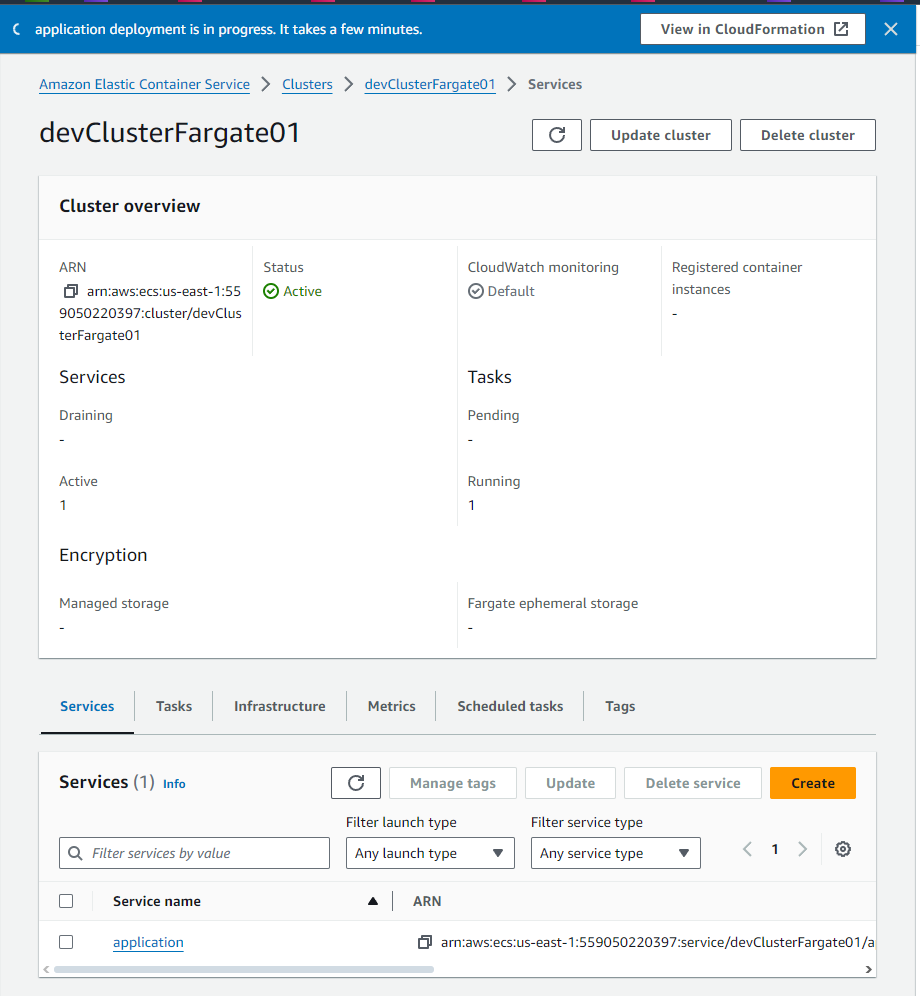 application deployment is in progress. It takes a few minutes.
View in CloudFormation
Amazon Elastic Container Service
Clusters
devClusterFargate01
Services
devClusterFargate01
Update cluster
Delete cluster
Cluster overview
ARN
arn:aws:ecs:us-east-1:55
9050220397:cluster/devClus
terFargate01
Status
Active
CloudWatch monitoring
Default
Registered container
instances
-
Services
Draining
-
Active
1
Tasks
Pending
-
Running
1
Encryption
Managed storage
-
Fargate ephemeral storage
-
Services
Tasks
Infrastructure
Metrics
Scheduled tasks
Tags
Services (1) Info
Manage tags
Update
Delete service
Create
Filter services by value
Filter launch type
Any launch type
Filter service type
Any service type
1
Service name
ARN
application
arn:aws:ecs:us-east-1:559050220397:service/devClusterFargate01/a